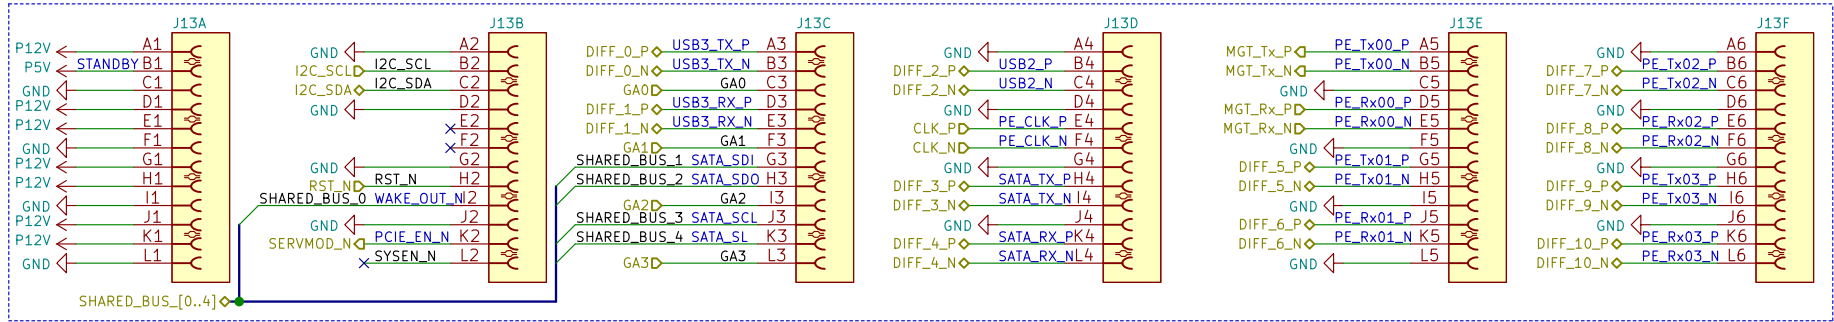 J13A
P12V A1
P5V STANDBY B1
GND C1
P12V D1
P12V E1
GND F1
P12V G1
P12V H1
GND I1
P12V J1
P12V K1
GND L1
SHARED_BUS_[0..4]
J13B
GND A2
I2C_SCL I2C_SCL B2
I2C_SDA I2C_SDA C2
GND D2
E2
F2
GND G2
RST_N RST_N H2
SHARED_BUS_0 WAKE_OUT_N I2
GND J2
SERVMOD_N PCIE_EN_N K2
SYSEN_N L2
J13C
DIFF_0_P USB3_TX_P A3
DIFF_0_N USB3_TX_N B3
GA0 GA0 C3
DIFF_1_P USB3_RX_P D3
DIFF_1_N USB3_RX_N E3
GA1 GA1 F3
SHARED_BUS_1 SATA_SDI G3
SHARED_BUS_2 SATA_SDO H3
GA2 GA2 I3
SHARED_BUS_3 SATA_SCL J3
SHARED_BUS_4 SATA_SL K3
GA3 GA3 L3
J13D
GND A4
DIFF_2_P USB2_P B4
DIFF_2_N USB2_N C4
GND D4
CLK_P PE_CLK_P E4
CLK_N PE_CLK_N F4
GND G4
DIFF_3_P SATA_TX_P H4
DIFF_3_N SATA_TX_N I4
GND J4
DIFF_4_P SATA_RX_P K4
DIFF_4_N SATA_RX_N L4
J13E
MGT_Tx_P PE_Tx00_P A5
MGT_Tx_N PE_Tx00_N B5
GND C5
MGT_Rx_P PE_Rx00_P D5
MGT_Rx_N PE_Rx00_N E5
GND F5
DIFF_5_P PE_Tx01_P G5
DIFF_5_N PE_Tx01_N H5
GND I5
DIFF_6_P PE_Rx01_P J5
DIFF_6_N PE_Rx01_N K5
GND L5
J13F
GND A6
DIFF_7_P PE_Tx02_P B6
DIFF_7_N PE_Tx02_N C6
GND D6
DIFF_8_P PE_Rx02_P E6
DIFF_8_N PE_Rx02_N F6
GND G6
DIFF_9_P PE_Tx03_P H6
DIFF_9_N PE_Tx03_N I6
GND J6
DIFF_10_P PE_Rx03_P K6
DIFF_10_N PE_Rx03_N L6